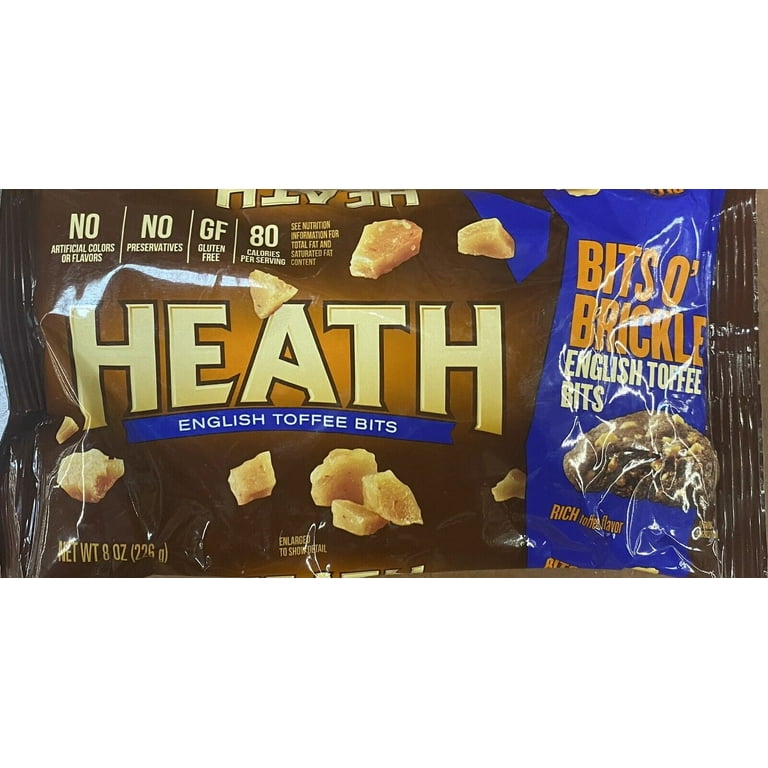 HEATH
NO
ARTIFICIAL COLORS
OR FLAVORS
NO
PRESERVATIVES
GF
GLUTEN
FREE
80
CALORIES
PER SERVING
SEE NUTRITION
INFORMATION FOR
TOTAL FAT AND
SATURATED FAT
CONTENT
HEATH
ENGLISH TOFFEE BITS
NET WT 8 OZ (226 g)
ENLARGED
TO SHOW DETAIL
BITS O'
BRICKLE
ENGLISH TOFFEE
BITS
RICH toffee flavor